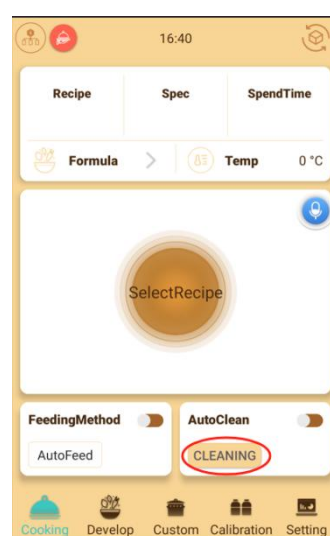 16:40
Recipe Spec SpendTime
Formula Temp 0 °C
SelectRecipe
FeedingMethod AutoClean
AutoFeed CLEANING
Cooking Develop Custom Calibration Setting